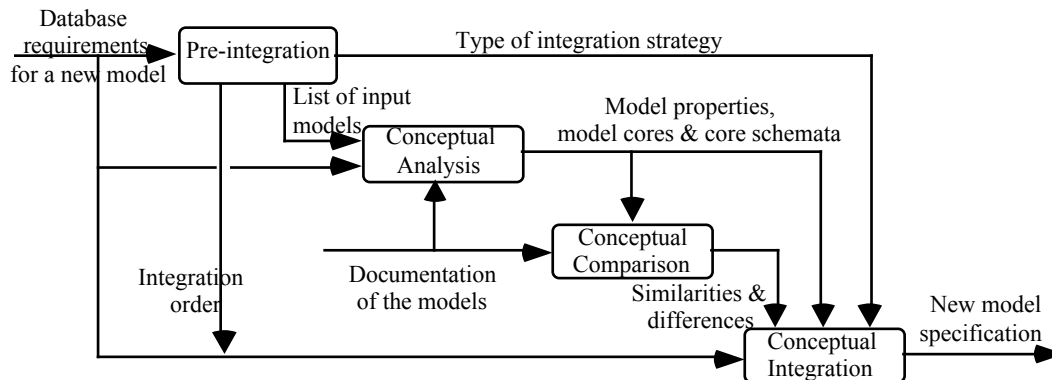 Database
requirements
for a new model
Pre-integration
Type of integration strategy
List of input
models
Model properties,
model cores & core schemata
Conceptual
Analysis
Conceptual
Comparison
Documentation
of the models
Integration
order
Similarities &
differences
New model
specification
Conceptual
Integration